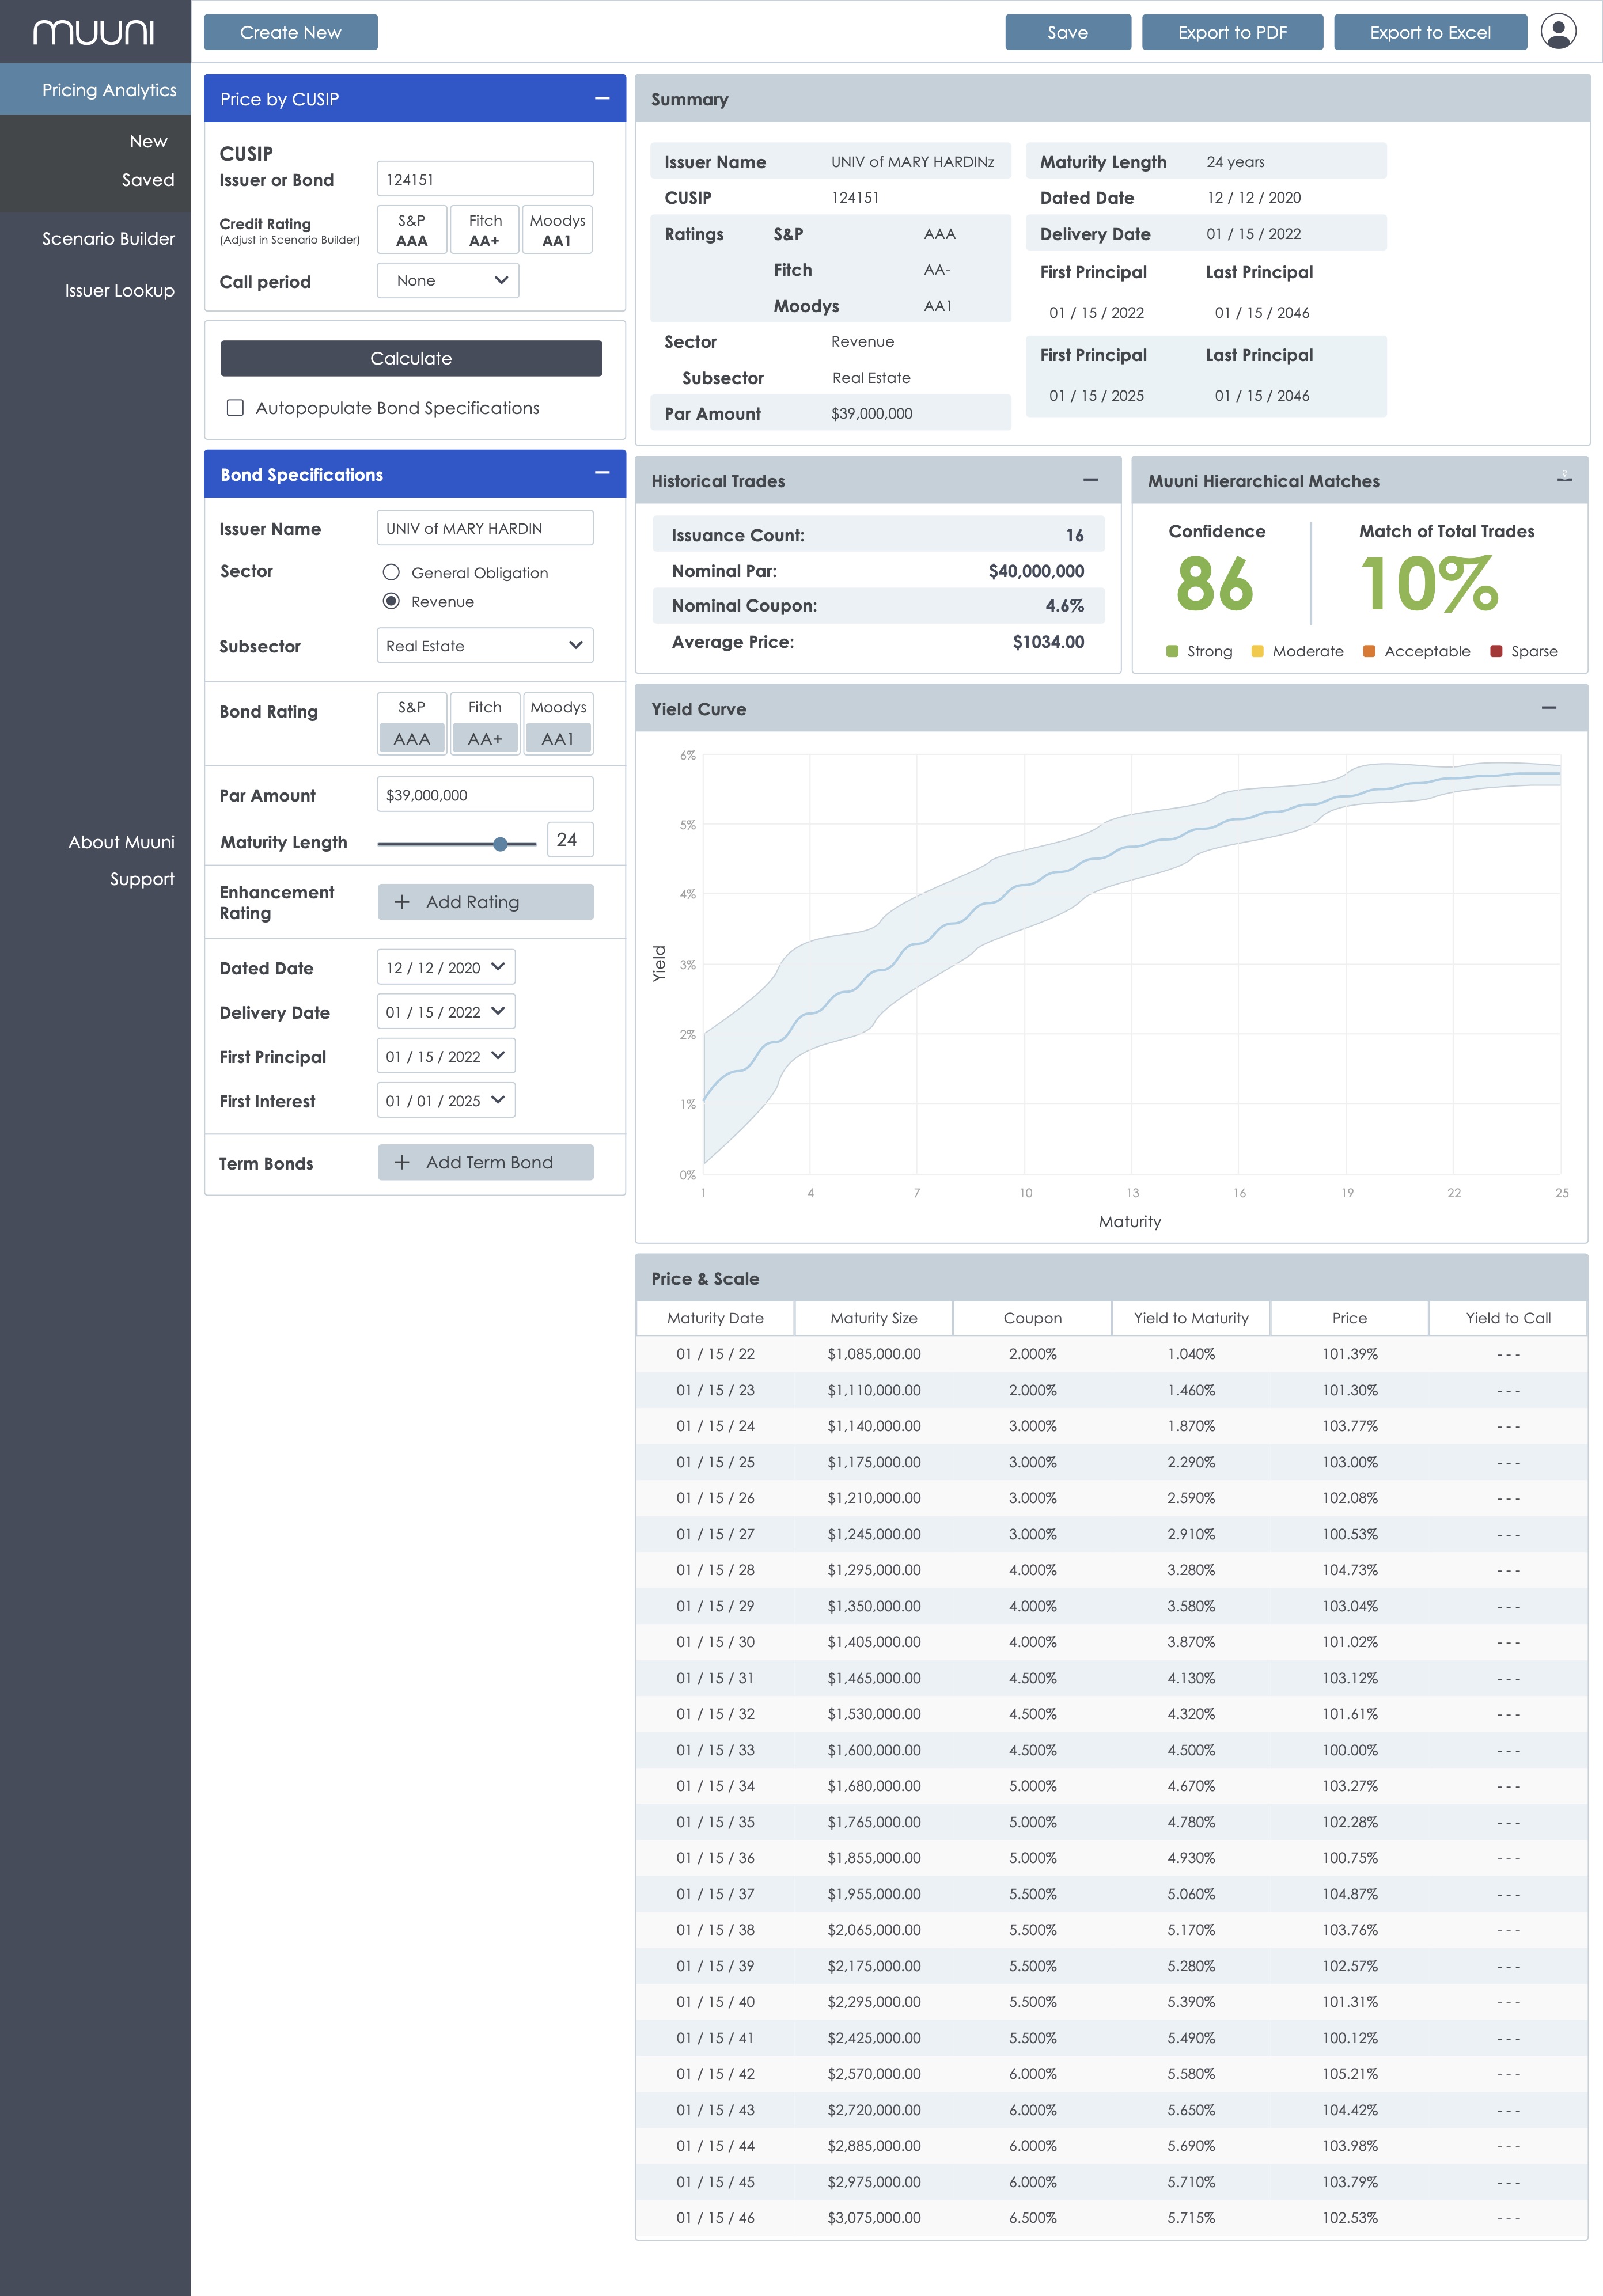 muuni
Create New
Save
Export to PDF
Export to Excel
Pricing Analytics
New
Saved
Scenario Builder
Issuer Lookup
About Muuni
Support
Price by CUSIP
CUSIP
Issuer or Bond 124151
Credit Rating
(Adjust in Scenario Builder)
S&P Fitch Moodys
AAA AA+ AA1
Call period None
Calculate
Autopopulate Bond Specifications
Bond Specifications
Issuer Name UNIV of MARY HARDIN
Sector General Obligation
Revenue
Subsector Real Estate
Bond Rating S&P Fitch Moodys
AAA AA+ AA1
Par Amount $39,000,000
Maturity Length 24
Enhancement
Rating
+ Add Rating
Dated Date 12 / 12 / 2020
Delivery Date 01 / 15 / 2022
First Principal 01 / 15 / 2022
First Interest 01 / 01 / 2025
Term Bonds + Add Term Bond
Summary
Issuer Name UNIV of MARY HARDINz
CUSIP 124151
Ratings S&P AAA
Fitch AA-
Moodys AA1
Sector Revenue
Subsector Real Estate
Par Amount $39,000,000
Maturity Length 24 years
Dated Date 12 / 12 / 2020
Delivery Date 01 / 15 / 2022
First Principal Last Principal
01 / 15 / 2022 01 / 15 / 2046
First Principal Last Principal
01 / 15 / 2025 01 / 15 / 2046
Historical Trades
Issuance Count: 16
Nominal Par: $40,000,000
Nominal Coupon: 4.6%
Average Price: $1034.00
Muuni Hierarchical Matches
Confidence Match of Total Trades
86 10%
Strong Moderate Acceptable Sparse
Yield Curve
6%
5%
4%
3%
2%
1%
0%
Yield
1 4 7 10 13 16 19 22 25
Maturity
Price & Scale
Maturity Date Maturity Size Coupon Yield to Maturity Price Yield to Call
01 / 15 / 22 $1,085,000.00 2.000% 1.040% 101.39% - - -
01 / 15 / 23 $1,110,000.00 2.000% 1.460% 101.30% - - -
01 / 15 / 24 $1,140,000.00 3.000% 1.870% 103.77% - - -
01 / 15 / 25 $1,175,000.00 3.000% 2.290% 103.00% - - -
01 / 15 / 26 $1,210,000.00 3.000% 2.590% 102.08% - - -
01 / 15 / 27 $1,245,000.00 3.000% 2.910% 100.53% - - -
01 / 15 / 28 $1,295,000.00 4.000% 3.280% 104.73% - - -
01 / 15 / 29 $1,350,000.00 4.000% 3.580% 103.04% - - -
01 / 15 / 30 $1,405,000.00 4.000% 3.870% 101.02% - - -
01 / 15 / 31 $1,465,000.00 4.500% 4.130% 103.12% - - -
01 / 15 / 32 $1,530,000.00 4.500% 4.320% 101.61% - - -
01 / 15 / 33 $1,600,000.00 4.500% 4.500% 100.00% - - -
01 / 15 / 34 $1,680,000.00 5.000% 4.670% 103.27% - - -
01 / 15 / 35 $1,765,000.00 5.000% 4.780% 102.28% - - -
01 / 15 / 36 $1,855,000.00 5.000% 4.930% 100.75% - - -
01 / 15 / 37 $1,955,000.00 5.500% 5.060% 104.87% - - -
01 / 15 / 38 $2,065,000.00 5.500% 5.170% 103.76% - - -
01 / 15 / 39 $2,175,000.00 5.500% 5.280% 102.57% - - -
01 / 15 / 40 $2,295,000.00 5.500% 5.390% 101.31% - - -
01 / 15 / 41 $2,425,000.00 5.500% 5.490% 100.12% - - -
01 / 15 / 42 $2,570,000.00 6.000% 5.580% 105.21% - - -
01 / 15 / 43 $2,720,000.00 6.000% 5.650% 104.42% - - -
01 / 15 / 44 $2,885,000.00 6.000% 5.690% 103.98% - - -
01 / 15 / 45 $2,975,000.00 6.000% 5.710% 103.79% - - -
01 / 15 / 46 $3,075,000.00 6.500% 5.715% 102.53% - - -